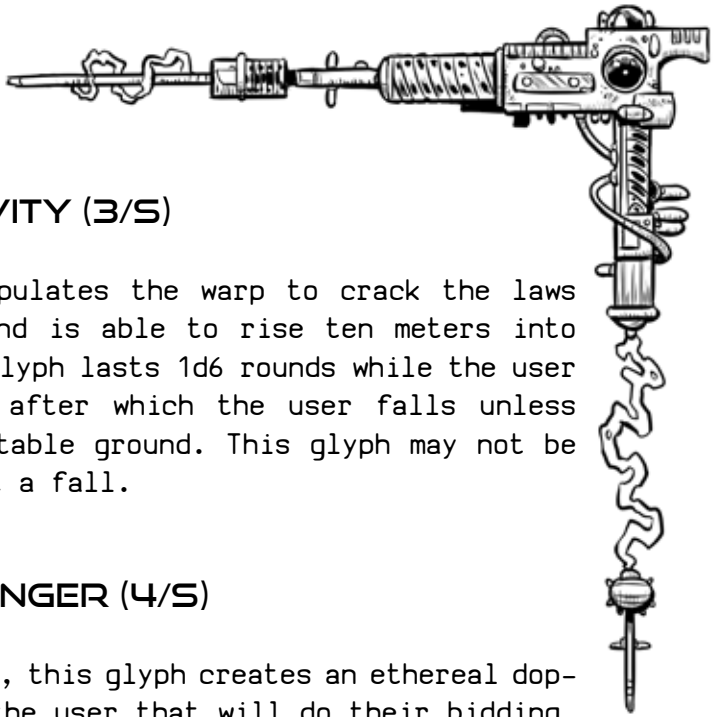 VITY (3/S)
pulates the warp to crack the laws
nd is able to rise ten meters into
lyph lasts 1d6 rounds while the user
after which the user falls unless
table ground. This glyph may not be
a fall.
NGER (4/S)
, this glyph creates an ethereal dop-
he user that will do their bidding.